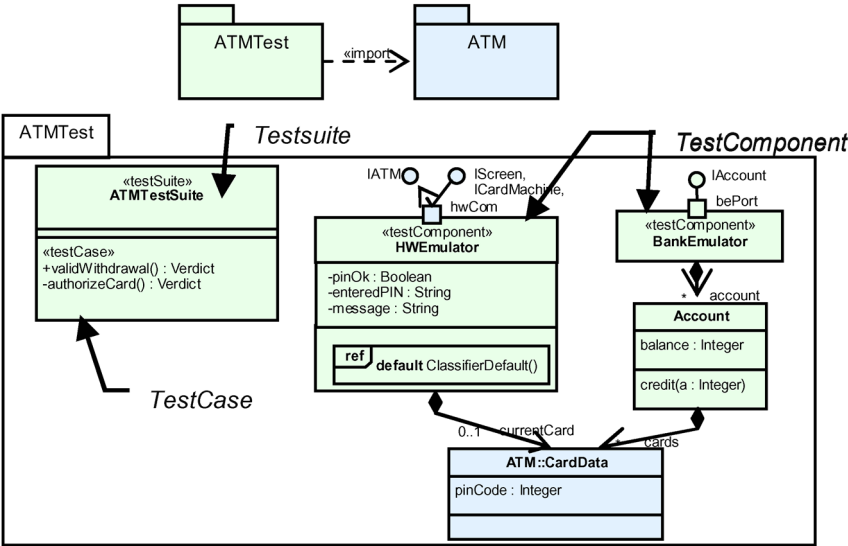 ATMTest
ATM
«import»
ATMTest
Testsuite
TestComponent
«testSuite»
ATMTestSuite
IATM
IScreen,
ICardMachine,
hwCom
IAccount
bePort
«testComponent»
HWEmulator
«testComponent»
BankEmulator
«testCase»
+validWithdrawal() : Verdict
-authorizeCard() : Verdict
-pinOk : Boolean
-enteredPIN : String
-message : String
* account
Account
balance : Integer
credit(a : Integer)
ref
default ClassifierDefault()
TestCase
0..1 currentCard
* cards
ATM::CardData
pinCode : Integer